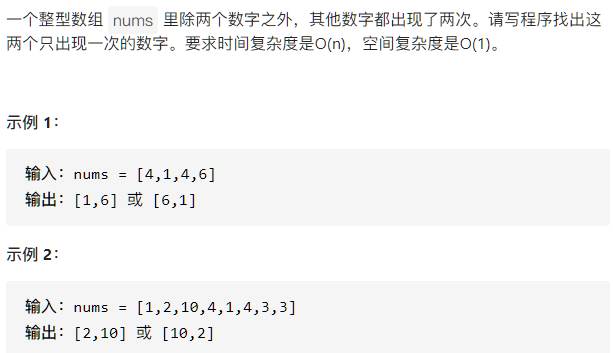 一个整型数组 nums 里除两个数字之外，其他数字都出现了两次。请写程序找出这
两个只出现一次的数字。要求时间复杂度是O(n)，空间复杂度是O(1)。
示例 1：
输入：nums = [4,1,4,6]
输出：[1,6] 或 [6,1]
示例 2：
输入：nums = [1,2,10,4,1,4,3,3]
输出：[2,10] 或 [10,2]